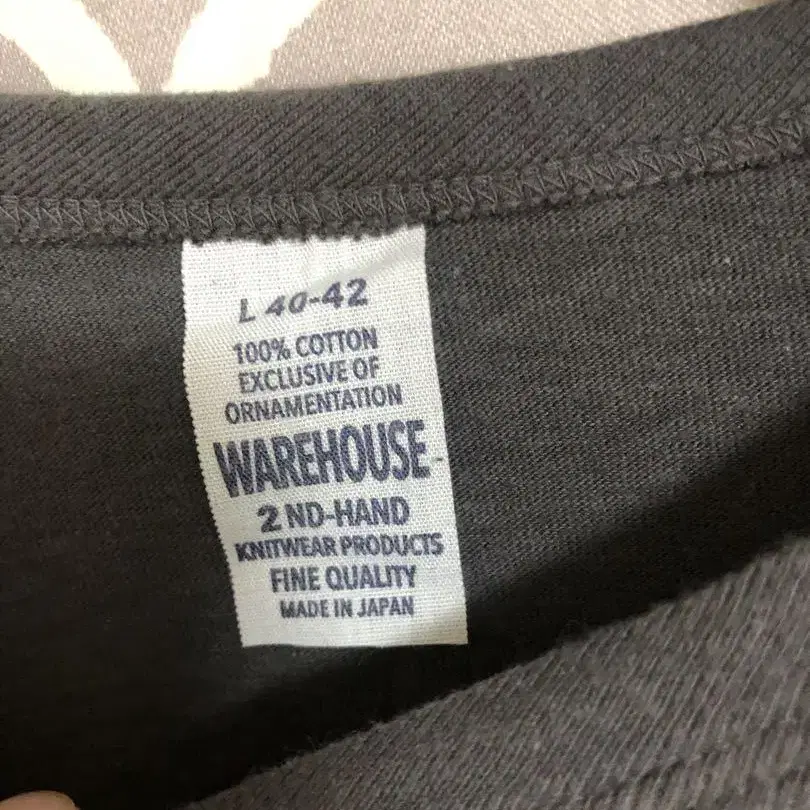 L 40-42
100% COTTON
EXCLUSIVE OF
ORNAMENTATION
WAREHOUSE
2 ND-HAND
KNITWEAR PRODUCTS
FINE QUALITY
MADE IN JAPAN